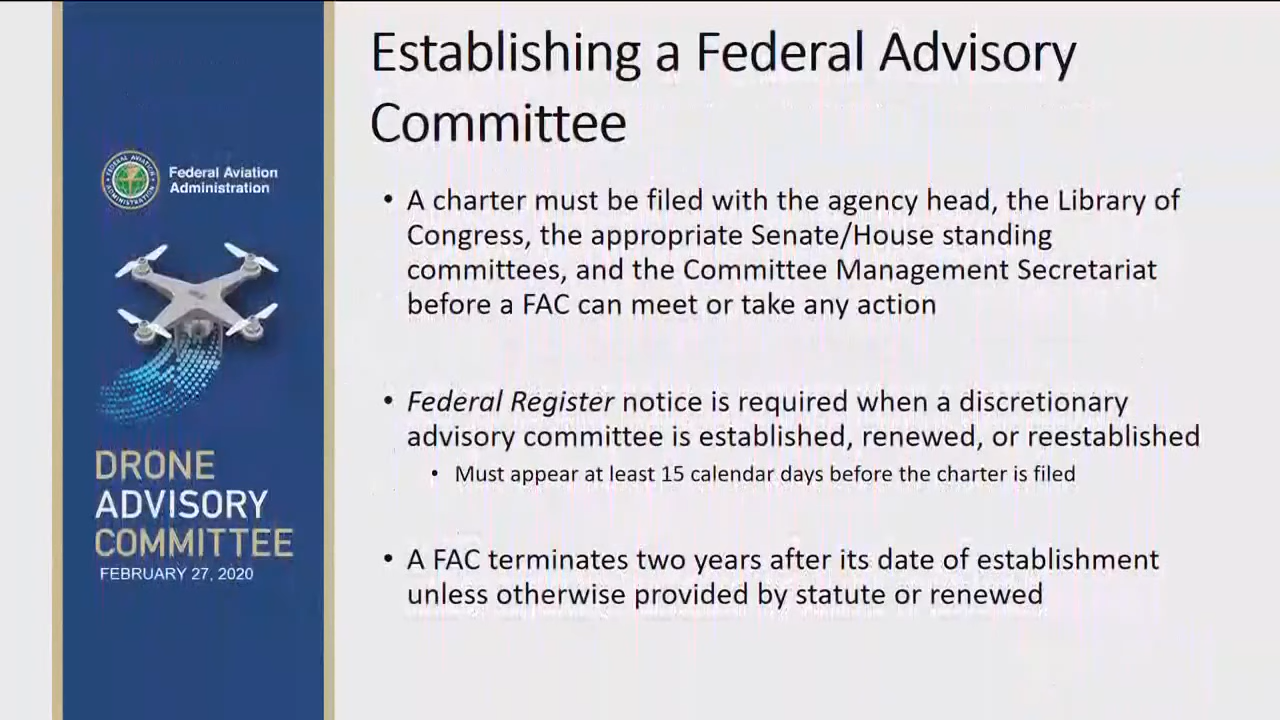 Federal Aviation
Administration
DRONE
ADVISORY
COMMITTEE
FEBRUARY 27, 2020
Establishing a Federal Advisory
Committee
• A charter must be filed with the agency head, the Library of
Congress, the appropriate Senate/House standing
committees, and the Committee Management Secretariat
before a FAC can meet or take any action
• Federal Register notice is required when a discretionary
advisory committee is established, renewed, or reestablished
• Must appear at least 15 calendar days before the charter is filed
• A FAC terminates two years after its date of establishment
unless otherwise provided by statute or renewed